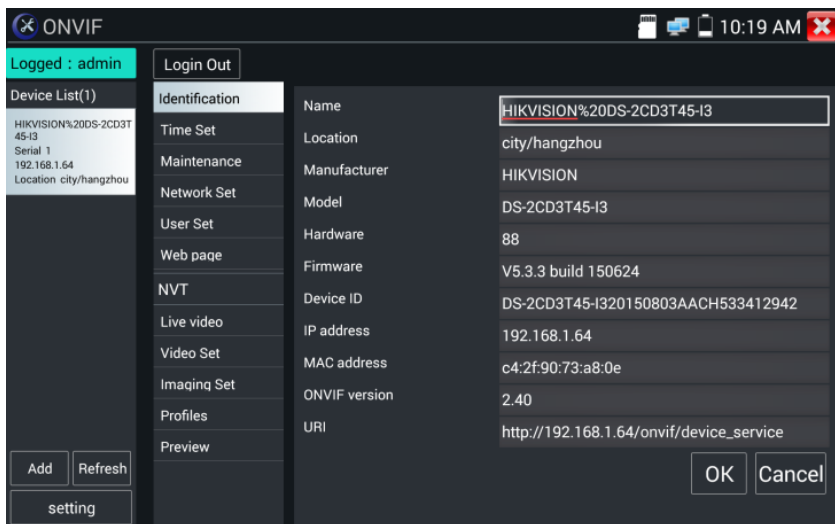 ONVIF
10:19 AM
Logged : admin
Login Out
Device List(1)
HIKVISION%20DS-2CD3T
45-I3
Serial 1
192.168.1.64
Location city/hangzhou
Add
Refresh
setting
Identification
Time Set
Maintenance
Network Set
User Set
Web page
NVT
Live video
Video Set
Imaging Set
Profiles
Preview
Name HIKVISION%20DS-2CD3T45-I3
Location city/hangzhou
Manufacturer HIKVISION
Model DS-2CD3T45-I3
Hardware 88
Firmware V5.3.3 build 150624
Device ID DS-2CD3T45-I320150803AACH533412942
IP address 192.168.1.64
MAC address c4:2f:90:73:a8:0e
ONVIF version 2.40
URI http://192.168.1.64/onvif/device_service
OK
Cancel